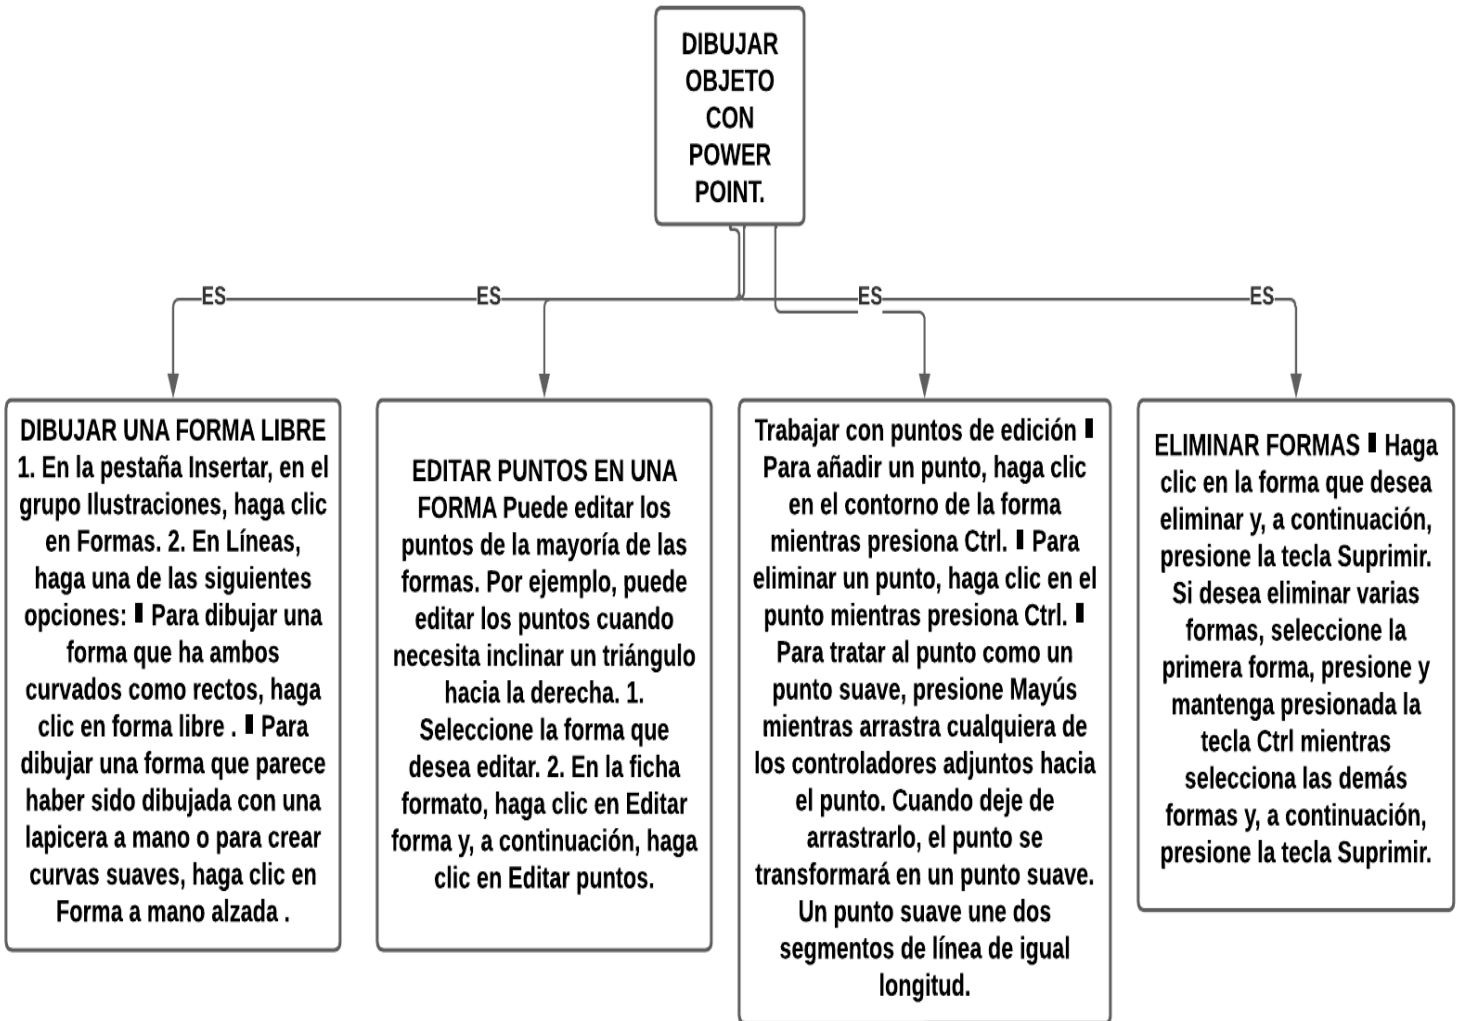 DIBUJAR
OBJETO
CON
POWER
POINT.
ES
ES
ES
ES
DIBUJAR UNA FORMA LIBRE
1. En la pestaña Insertar, en el
grupo Ilustraciones, haga clic
en Formas. 2. En Líneas,
haga una de las siguientes
opciones: ▮ Para dibujar una
forma que ha ambos
curvados como rectos, haga
clic en forma libre . ▮ Para
dibujar una forma que parece
haber sido dibujada con una
lapicera a mano o para crear
curvas suaves, haga clic en
Forma a mano alzada .
EDITAR PUNTOS EN UNA
FORMA Puede editar los
puntos de la mayoría de las
formas. Por ejemplo, puede
editar los puntos cuando
necesita inclinar un triángulo
hacia la derecha. 1.
Seleccione la forma que
desea editar. 2. En la ficha
formato, haga clic en Editar
forma y, a continuación, haga
clic en Editar puntos.
Trabajar con puntos de edición ▮
Para añadir un punto, haga clic
en el contorno de la forma
mientras presiona Ctrl. ▮ Para
eliminar un punto, haga clic en el
punto mientras presiona Ctrl. ▮
Para tratar al punto como un
punto suave, presione Mayús
mientras arrastra cualquiera de
los controladores adjuntos hacia
el punto. Cuando deje de
arrastrarlo, el punto se
transformará en un punto suave.
Un punto suave une dos
segmentos de línea de igual
longitud.
ELIMINAR FORMAS ▮ Haga
clic en la forma que desea
eliminar y, a continuación,
presione la tecla Suprimir.
Si desea eliminar varias
formas, seleccione la
primera forma, presione y
mantenga presionada la
tecla Ctrl mientras
selecciona las demás
formas y, a continuación,
presione la tecla Suprimir.